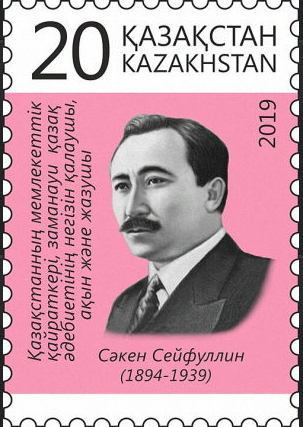 20
ҚАЗАҚСТАН
KAZAKHSTAN
2019
Қазақстанның мемлекеттік
қайраткері, заманауи қазақ
әдебиетінің негізін қалаушы,
ақын және жазушы
Сәкен Сейфуллин
(1894-1939)